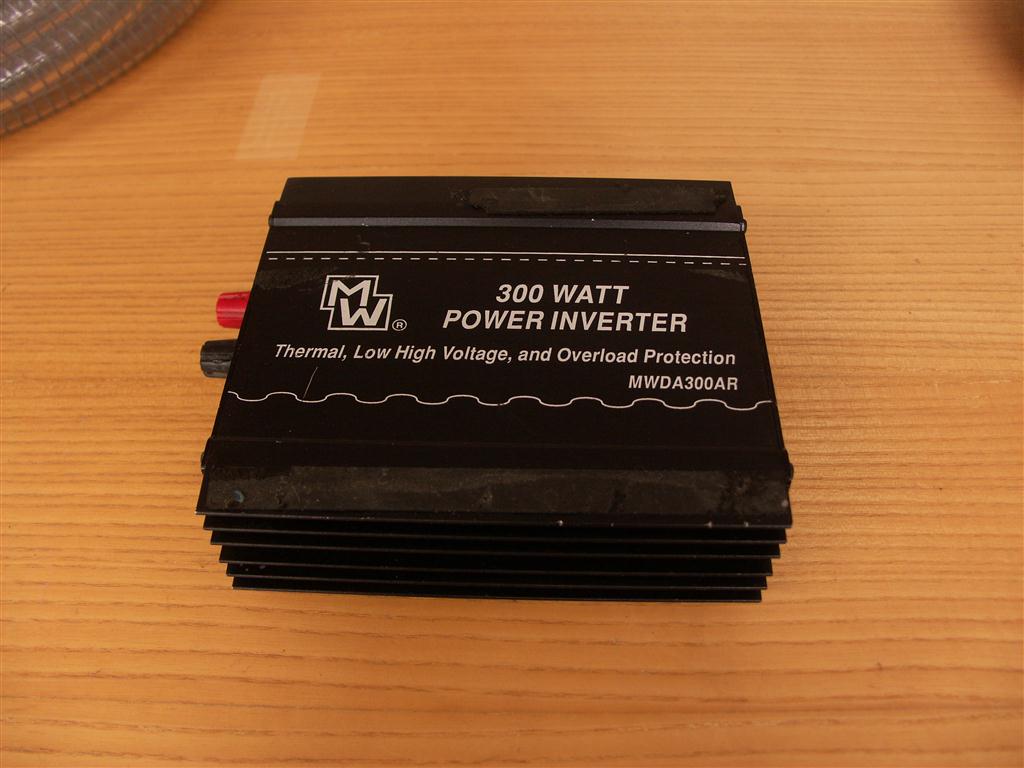 MW®
300 WATT
POWER INVERTER
Thermal, Low High Voltage, and Overload Protection
MWDA300AR